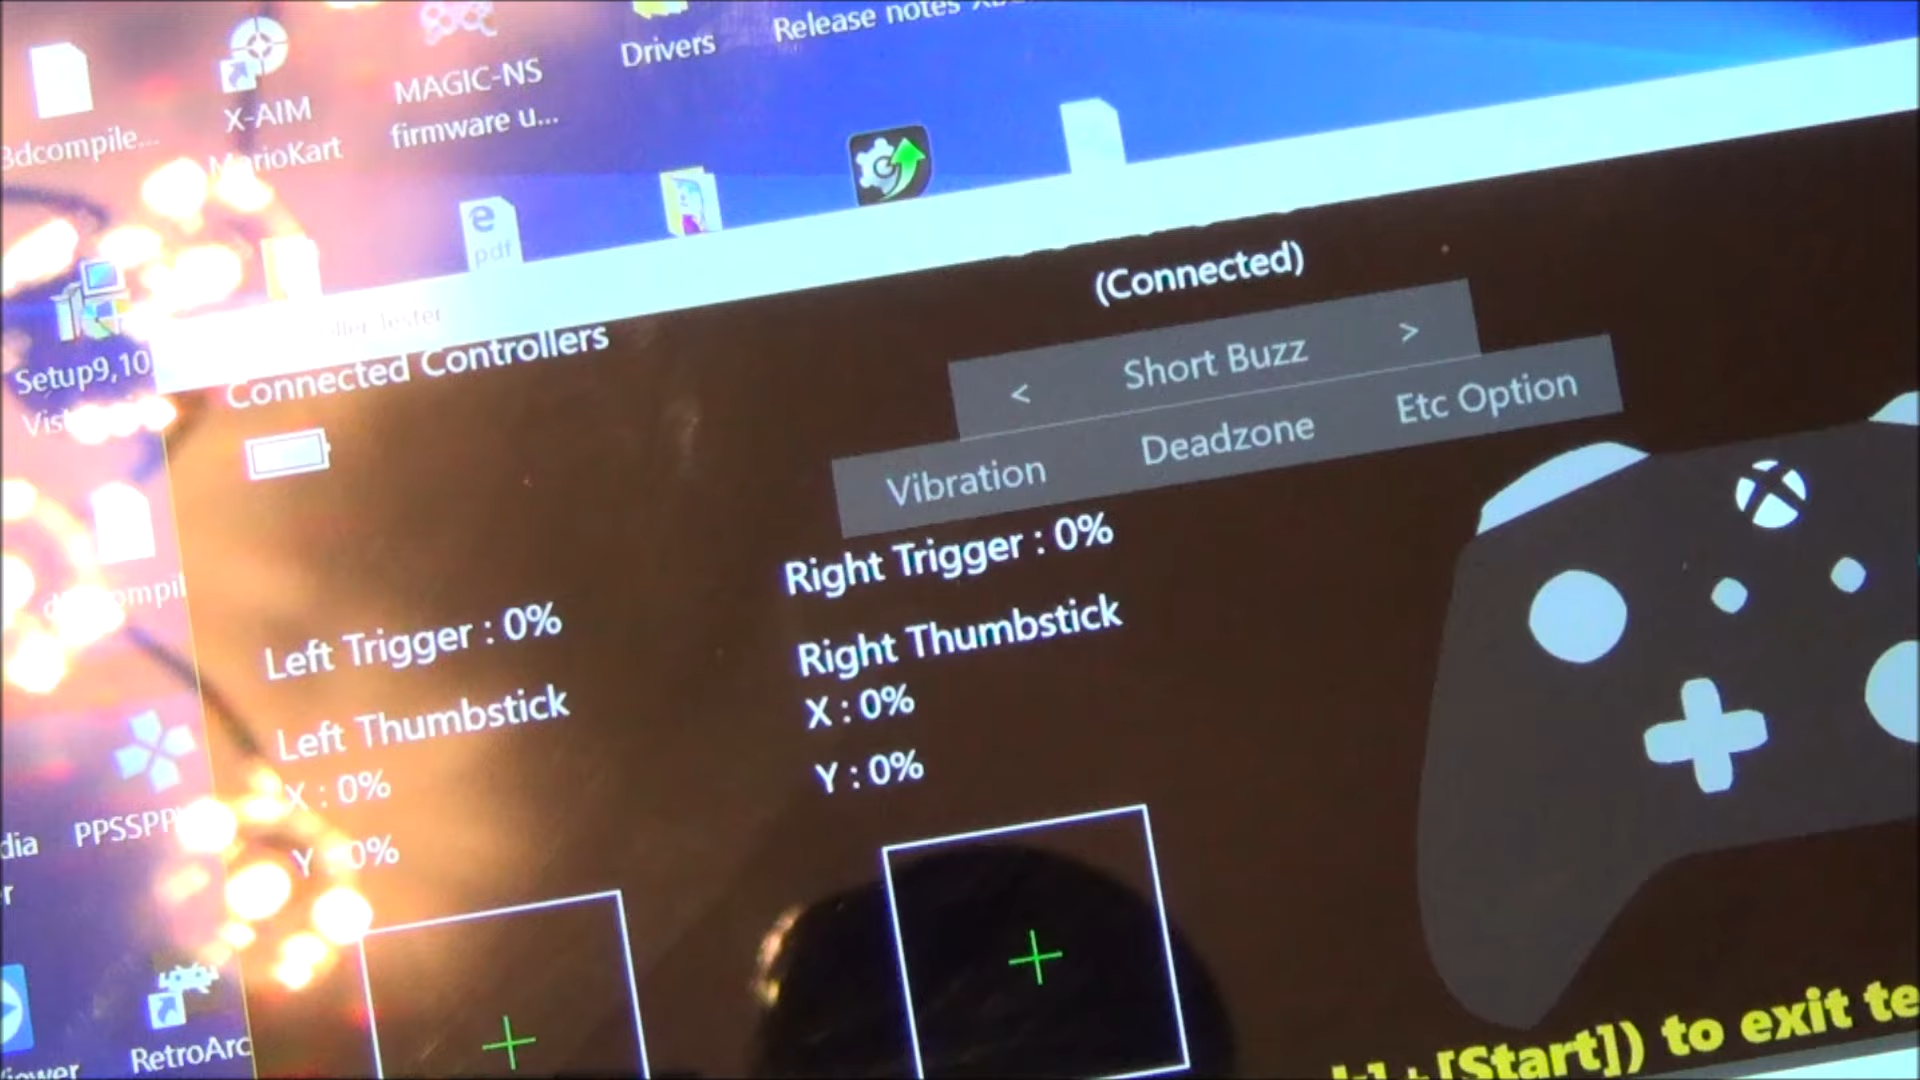 Release notes
Drivers
MAGIC-NS
firmware u...
X-AIM
MarioKart
3dcompile...
pdf
Setup9,10
(Connected)
Connected Controllers
< Short Buzz >
Vibration Deadzone Etc Option
Left Trigger : 0%
Right Trigger : 0%
Left Thumbstick
X : 0%
Y : 0%
Right Thumbstick
X : 0%
Y : 0%
PPSSPP
RetroArc
[Start]) to exit te